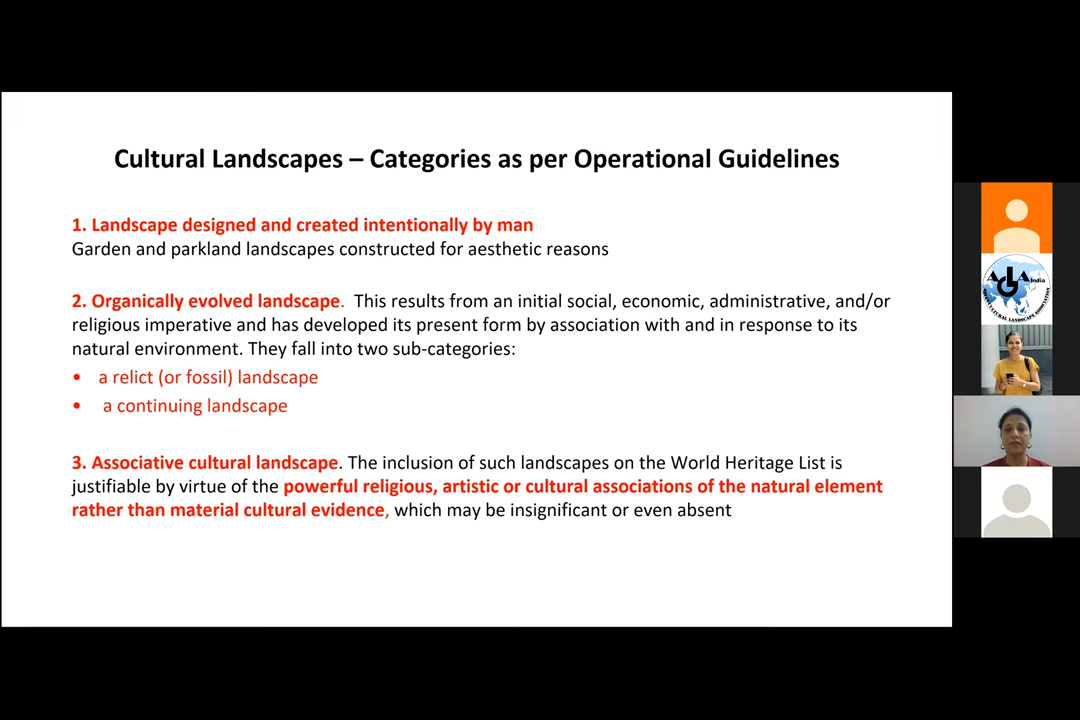 Cultural Landscapes – Categories as per Operational Guidelines
1. Landscape designed and created intentionally by man
Garden and parkland landscapes constructed for aesthetic reasons
2. Organically evolved landscape. This results from an initial social, economic, administrative, and/or
religious imperative and has developed its present form by association with and in response to its
natural environment. They fall into two sub-categories:
• a relict (or fossil) landscape
• a continuing landscape
3. Associative cultural landscape. The inclusion of such landscapes on the World Heritage List is
justifiable by virtue of the powerful religious, artistic or cultural associations of the natural element
rather than material cultural evidence, which may be insignificant or even absent
ACLA India
CULTURAL LANDSCAPE ASSOCIATION